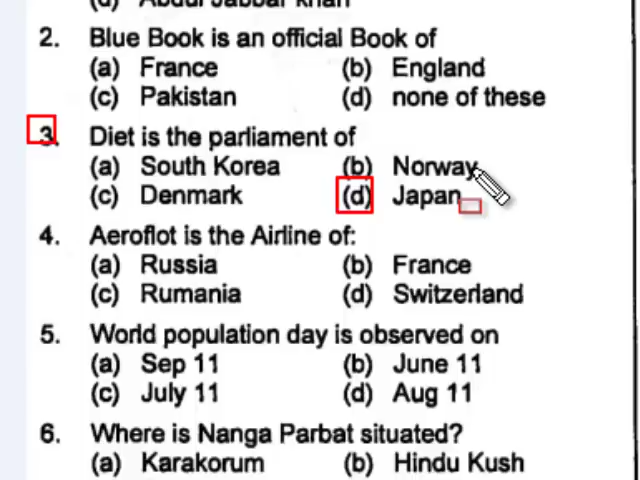 (d) Abdul Jabbar khan
2. Blue Book is an official Book of
(a) France (b) England
(c) Pakistan (d) none of these
3. Diet is the parliament of
(a) South Korea (b) Norway
(c) Denmark (d) Japan
4. Aeroflot is the Airline of:
(a) Russia (b) France
(c) Rumania (d) Switzerland
5. World population day is observed on
(a) Sep 11 (b) June 11
(c) July 11 (d) Aug 11
6. Where is Nanga Parbat situated?
(a) Karakorum (b) Hindu Kush